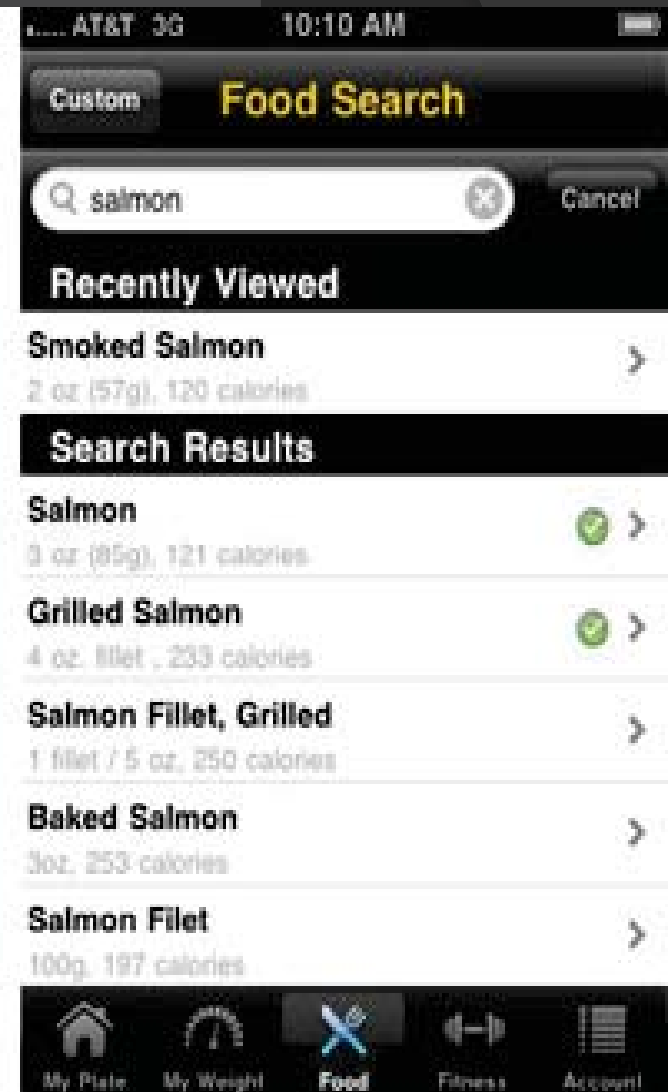 AT&T 3G 10:10 AM
Custom Food Search
salmon Cancel
Recently Viewed
Smoked Salmon
2 oz (57g), 120 calories
Search Results
Salmon
3 oz (85g), 121 calories
Grilled Salmon
4 oz. fillet , 233 calories
Salmon Fillet, Grilled
1 fillet / 5 oz, 250 calories
Baked Salmon
3oz, 253 calories
Salmon Filet
100g, 197 calories
My Plate My Weight Food Fitness Account